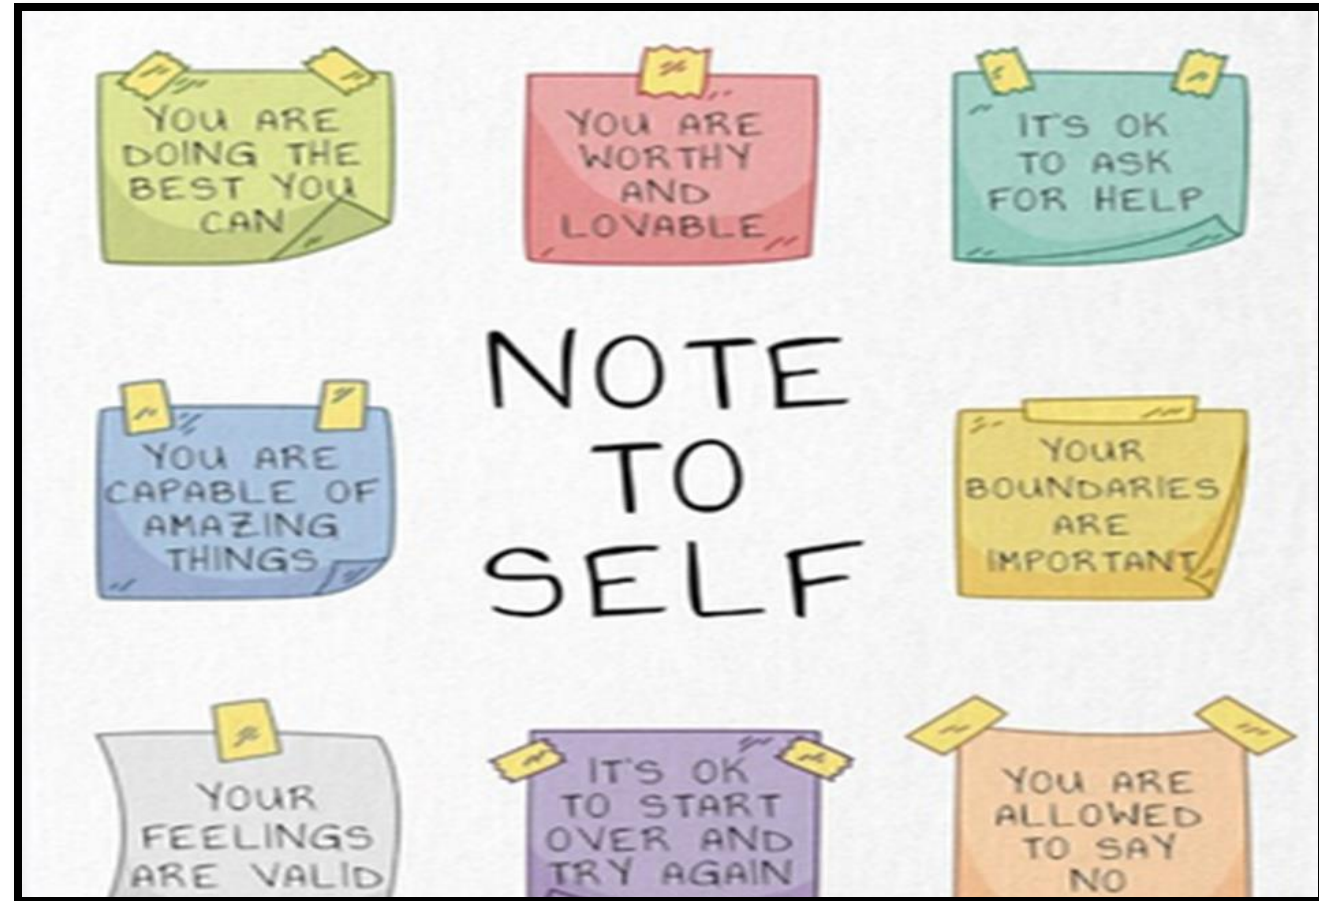 YOU ARE
DOING THE
BEST YOU
CAN
YOU ARE
WORTHY
AND
LOVABLE
IT'S OK
TO ASK
FOR HELP
YOU ARE
CAPABLE OF
AMAZING
THINGS
NOTE
TO
SELF
YOUR
BOUNDARIES
ARE
IMPORTANT
YOUR
FEELINGS
ARE VALID
IT'S OK
TO START
OVER AND
TRY AGAIN
YOU ARE
ALLOWED
TO SAY
NO